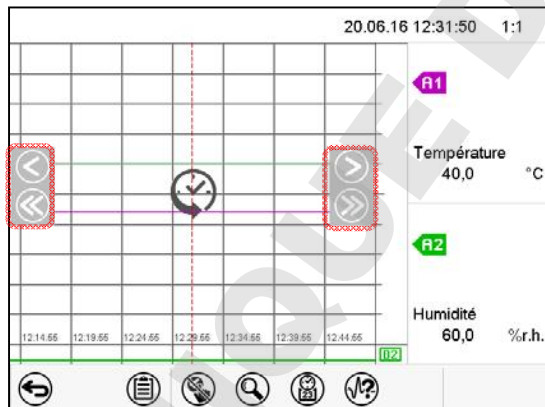 20.06.16 12:31:50 1:1
A1
Température
40,0 °C
A2
Humidité
60,0 %r.h.
12.14.55 12.19.55 12.24.55 12.29.55 12.34.55 12.39.55 12.44.55
D2
23
√?